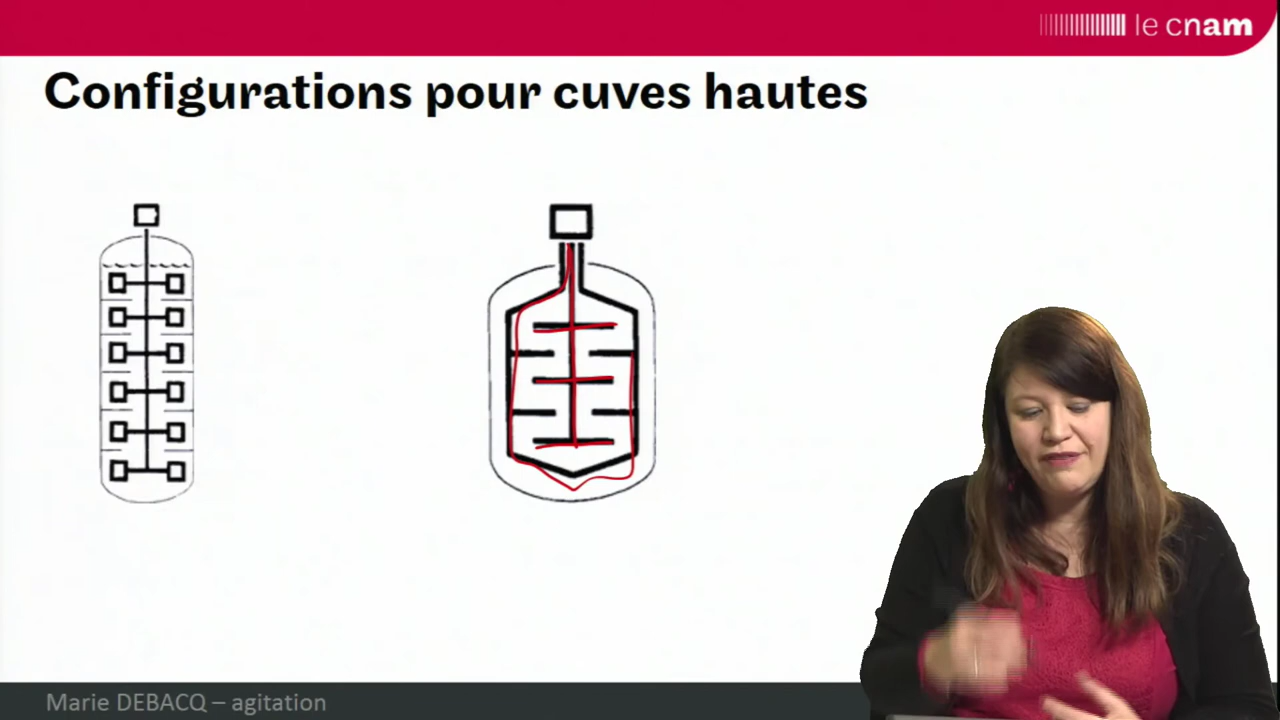 le cnam
Configurations pour cuves hautes
Marie DEBACQ – agitation